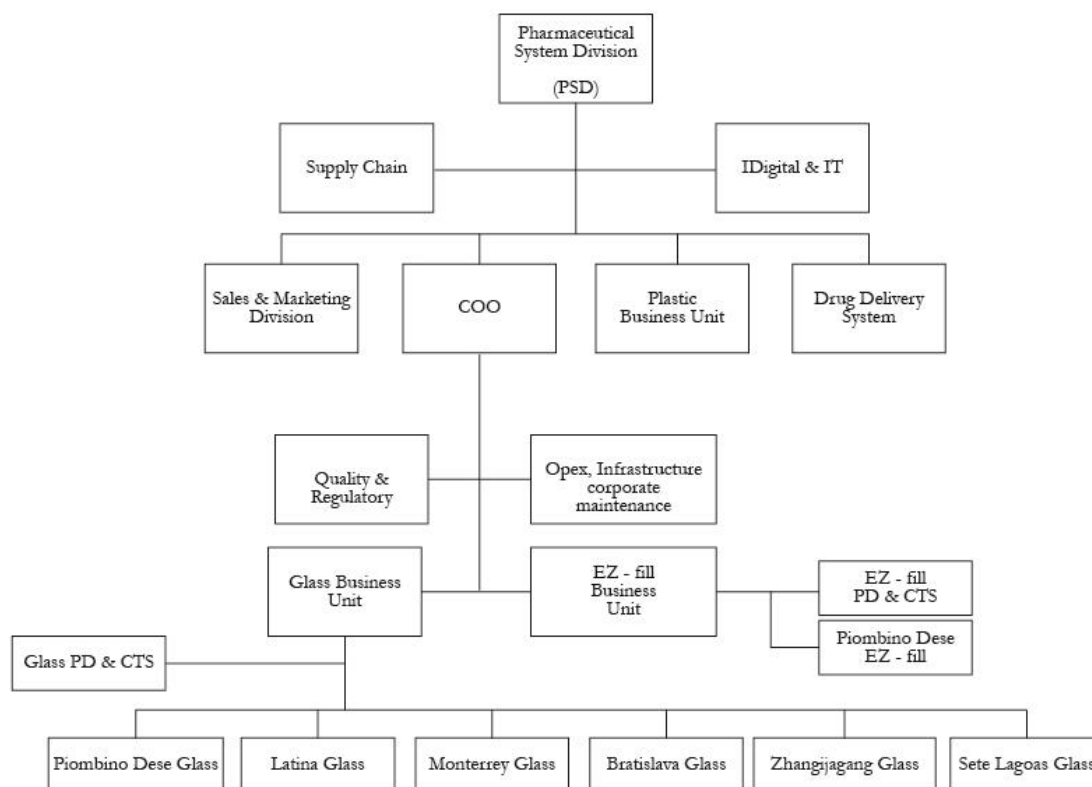 Pharmaceutical
System Division
(PSD)
Supply Chain
IDigital & IT
Sales & Marketing
Division
COO
Plastic
Business Unit
Drug Delivery
System
Quality &
Regulatory
Opex, Infrastructure
corporate
maintenance
Glass Business
Unit
EZ - fill
Business
Unit
EZ - fill
PD & CTS
Piombino Dese
EZ - fill
Glass PD & CTS
Piombino Dese Glass
Latina Glass
Monterrey Glass
Bratislava Glass
Zhangijagang Glass
Sete Lagoas Glass